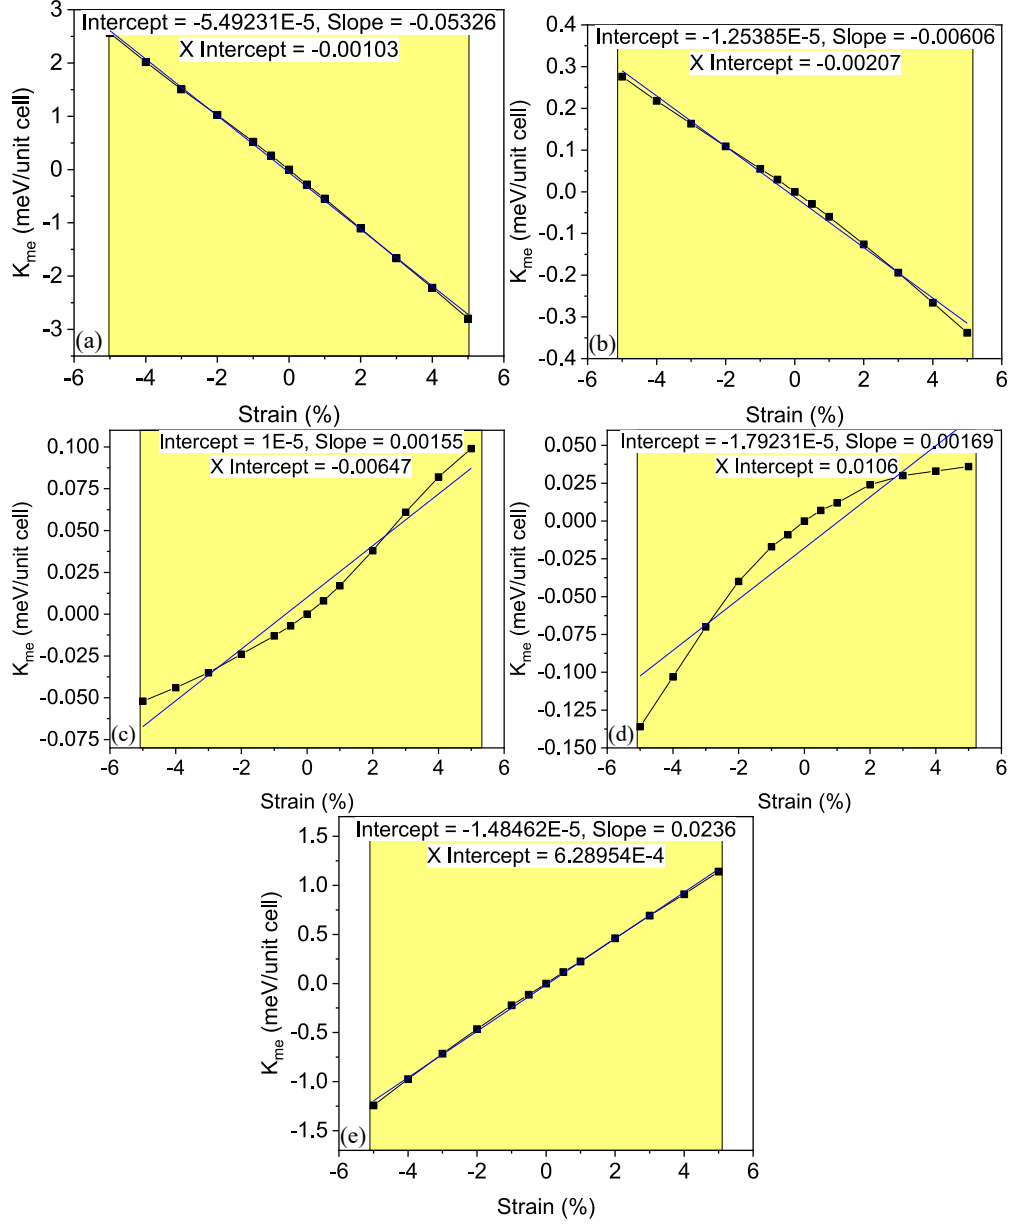 Intercept = -5.49231E-5, Slope = -0.05326
X Intercept = -0.00103
3
2
1
0
-1
-2
-3
K_me (meV/unit cell)
(a)
-6 -4 -2 0 2 4 6
Strain (%)
Intercept = -1.25385E-5, Slope = -0.00606
X Intercept = -0.00207
0.4
0.3
0.2
0.1
0.0
-0.1
-0.2
-0.3
-0.4
K_me (meV/unit cell)
(b)
-6 -4 -2 0 2 4 6
Strain (%)
Intercept = 1E-5, Slope = 0.00155
X Intercept = -0.00647
0.100
0.075
0.050
0.025
0.000
-0.025
-0.050
-0.075
K_me (meV/unit cell)
(c)
-6 -4 -2 0 2 4 6
Strain (%)
Intercept = -1.79231E-5, Slope = 0.00169
X Intercept = 0.0106
0.050
0.025
0.000
-0.025
-0.050
-0.075
-0.100
-0.125
-0.150
K_me (meV/unit cell)
(d)
-6 -4 -2 0 2 4 6
Strain (%)
Intercept = -1.48462E-5, Slope = 0.0236
X Intercept = 6.28954E-4
1.5
1.0
0.5
0.0
-0.5
-1.0
-1.5
K_me (meV/unit cell)
(e)
-6 -4 -2 0 2 4 6
Strain (%)